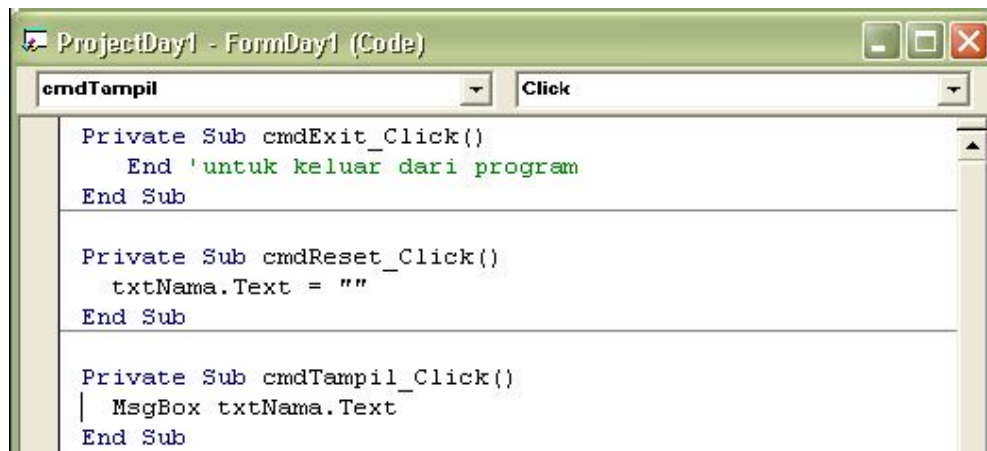 ProjectDay1 - FormDay1 (Code)
cmdTampil Click
Private Sub cmdExit_Click()
End 'untuk keluar dari program
End Sub
Private Sub cmdReset_Click()
txtNama.Text = ""
End Sub
Private Sub cmdTampil_Click()
MsgBox txtNama.Text
End Sub